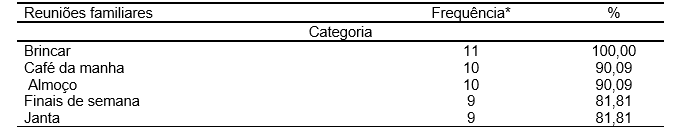 Reuniões familiares Frequência* %
Categoria
Brincar 11 100,00
Café da manha 10 90,09
Almoço 10 90,09
Finais de semana 9 81,81
Janta 9 81,81